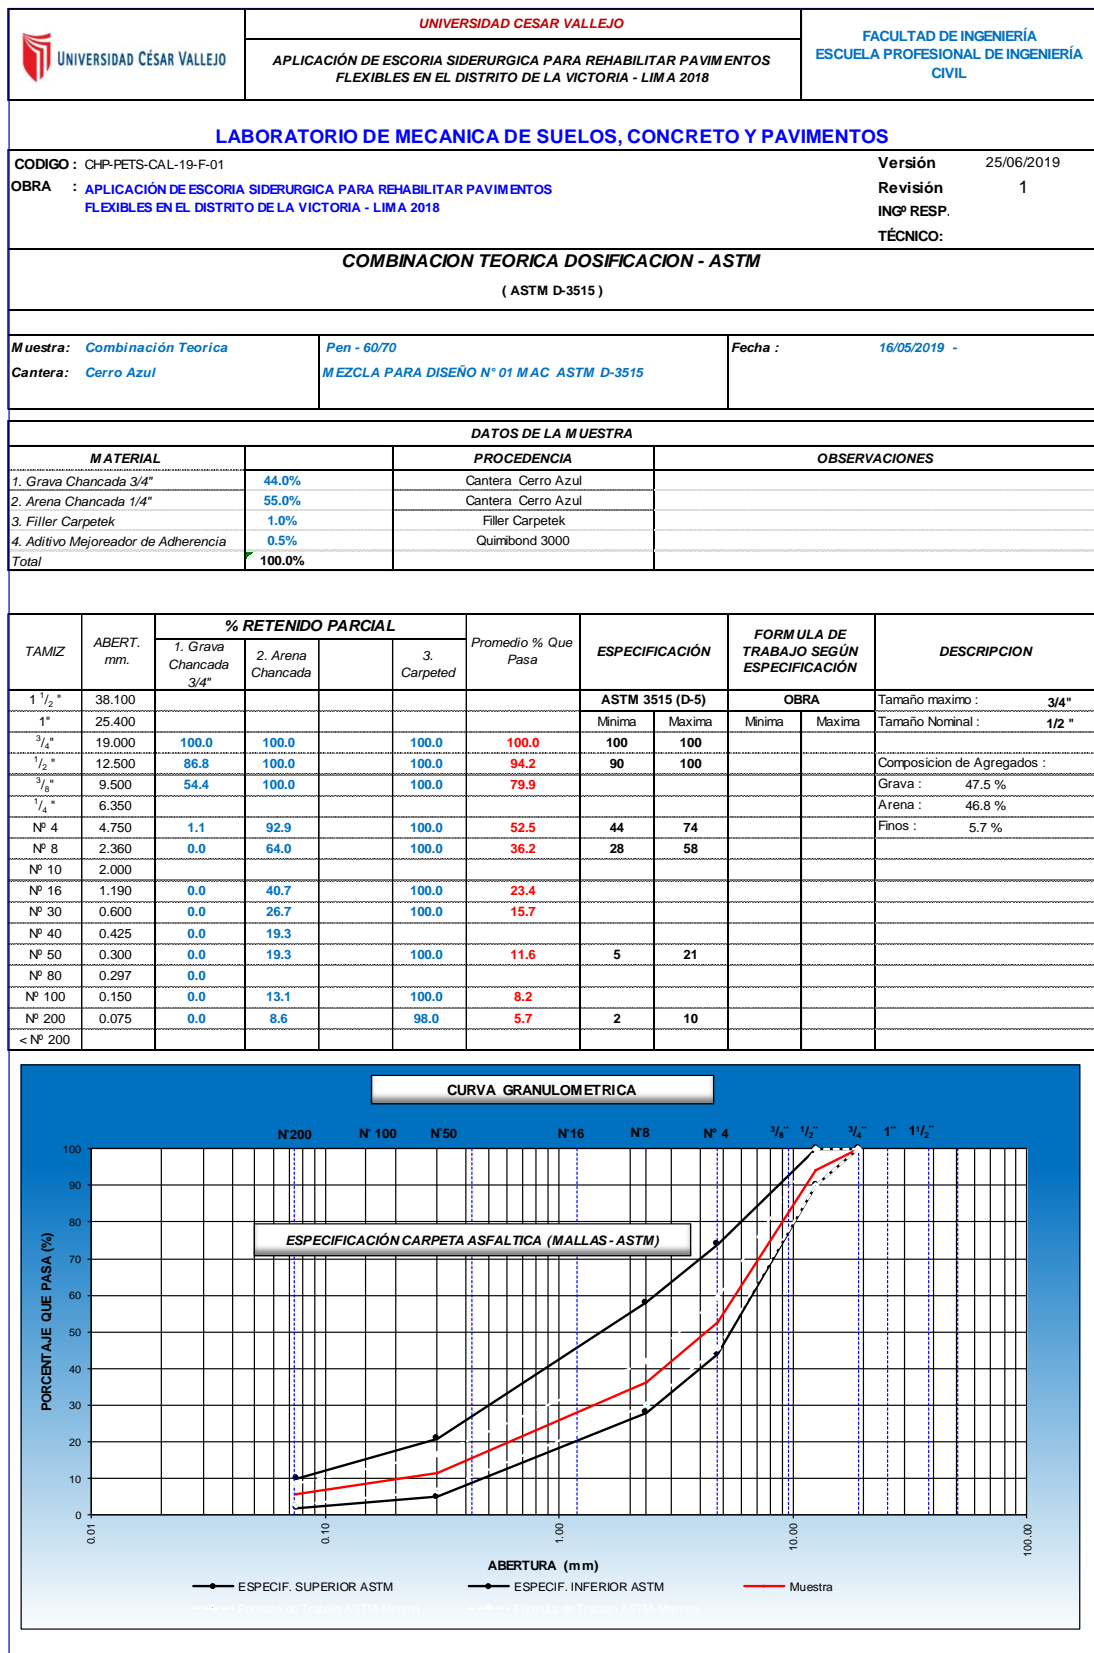 UNIVERSIDAD CÉSAR VALLEJO
UNIVERSIDAD CESAR VALLEJO
APLICACIÓN DE ESCORIA SIDERURGICA PARA REHABILITAR PAVIMENTOS
FLEXIBLES EN EL DISTRITO DE LA VICTORIA - LIMA 2018
FACULTAD DE INGENIERÍA
ESCUELA PROFESIONAL DE INGENIERÍA
CIVIL
LABORATORIO DE MECANICA DE SUELOS, CONCRETO Y PAVIMENTOS
CODIGO : CHP-PETS-CAL-19-F-01 Versión 25/06/2019
OBRA : APLICACIÓN DE ESCORIA SIDERURGICA PARA REHABILITAR PAVIMENTOS Revisión 1
FLEXIBLES EN EL DISTRITO DE LA VICTORIA - LIMA 2018 INGº RESP.
TÉCNICO:
COMBINACION TEORICA DOSIFICACION - ASTM
( ASTM D-3515 )
Muestra: Combinación Teorica Pen - 60/70 Fecha : 16/05/2019 -
Cantera: Cerro Azul MEZCLA PARA DISEÑO N° 01 MAC ASTM D-3515
DATOS DE LA MUESTRA
MATERIAL PROCEDENCIA OBSERVACIONES
1. Grava Chancada 3/4" 44.0% Cantera Cerro Azul
2. Arena Chancada 1/4" 55.0% Cantera Cerro Azul
3. Filler Carpetek 1.0% Filler Carpetek
4. Aditivo Mejoreador de Adherencia 0.5% Quimibond 3000
Total 100.0%
TAMIZ
ABERT.
mm.
% RETENIDO PARCIAL
1. Grava
Chancada
3/4"
2. Arena
Chancada
3.
Carpeted
Promedio % Que
Pasa
ESPECIFICACIÓN
FORMULA DE
TRABAJO SEGÚN
ESPECIFICACIÓN
DESCRIPCION
1 1/2 " 38.100 ASTM 3515 (D-5) OBRA Tamaño maximo : 3/4"
1" 25.400 Minima Maxima Minima Maxima Tamaño Nominal : 1/2 "
3/4" 19.000 100.0 100.0 100.0 100.0 100 100
1/2 " 12.500 86.8 100.0 100.0 94.2 90 100 Composicion de Agregados :
3/8" 9.500 54.4 100.0 100.0 79.9 Grava : 47.5 %
1/4 " 6.350 Arena : 46.8 %
Nº 4 4.750 1.1 92.9 100.0 52.5 44 74 Finos : 5.7 %
Nº 8 2.360 0.0 64.0 100.0 36.2 28 58
Nº 10 2.000
Nº 16 1.190 0.0 40.7 100.0 23.4
Nº 30 0.600 0.0 26.7 100.0 15.7
Nº 40 0.425 0.0 19.3
Nº 50 0.300 0.0 19.3 100.0 11.6 5 21
Nº 80 0.297 0.0
Nº 100 0.150 0.0 13.1 100.0 8.2
Nº 200 0.075 0.0 8.6 98.0 5.7 2 10
< Nº 200
CURVA GRANULOMETRICA
N°200 N° 100 N°50 N°16 N°8 N° 4 3/8¨ 1/2¨ 3/4¨ 1¨ 1 1/2¨
ESPECIFICACIÓN CARPETA ASFALTICA (MALLAS - ASTM)
PORCENTAJE QUE PASA (%)
100
90
80
70
60
50
40
30
20
10
0
0.01 0.10 1.00 10.00 100.00
ABERTURA (mm)
ESPECIF. SUPERIOR ASTM ESPECIF. INFERIOR ASTM Muestra
Formula de Trabajo ASTM-Minima Formula de Trabajo ASTM-Maxima